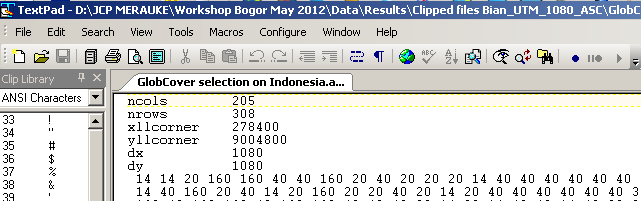 TextPad - D:\JCP MERAUKE\Workshop Bogor May 2012\Data\Results\Clipped files Bian_UTM_1080_ASC\Glob
File Edit Search View Tools Macros Configure Window Help
Clip Library
ANSI Characters
33 !
34 "
35 #
36 $
37 %
38 &
39 '
GlobCover selection on Indonesia.a...
ncols 205
nrows 308
xllcorner 278400
yllcorner 9004800
dx 1080
dy 1080
14 14 20 160 160 40 40 160 20 20 20 20 14 40 40 40 40 40
14 40 160 20 40 14 20 160 20 40 20 20 40 40 40 40 40 3